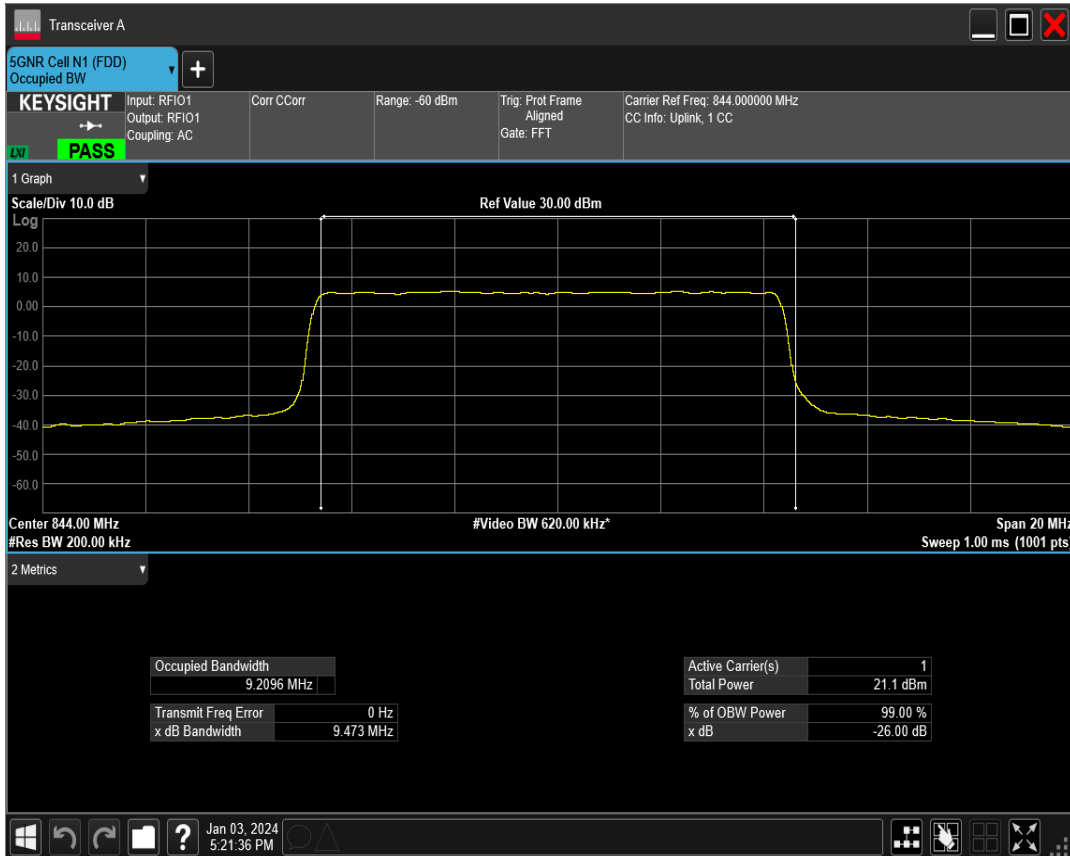 Transceiver A
5GNR Cell N1 (FDD)
Occupied BW
+
KEYSIGHT
LXI
PASS
Input: RFIO1
Output: RFIO1
Coupling: AC
Corr CCorr
Range: -60 dBm
Trig: Prot Frame
Aligned
Gate: FFT
Carrier Ref Freq: 844.000000 MHz
CC Info: Uplink, 1 CC
1 Graph
Scale/Div 10.0 dB
Ref Value 30.00 dBm
Log
20.0
10.0
0.00
-10.0
-20.0
-30.0
-40.0
-50.0
-60.0
Center 844.00 MHz
#Video BW 620.00 kHz*
Span 20 MHz
#Res BW 200.00 kHz
Sweep 1.00 ms (1001 pts)
2 Metrics
Occupied Bandwidth
9.2096 MHz
Transmit Freq Error 0 Hz
x dB Bandwidth 9.473 MHz
Active Carrier(s) 1
Total Power 21.1 dBm
% of OBW Power 99.00 %
x dB -26.00 dB
?
Jan 03, 2024
5:21:36 PM